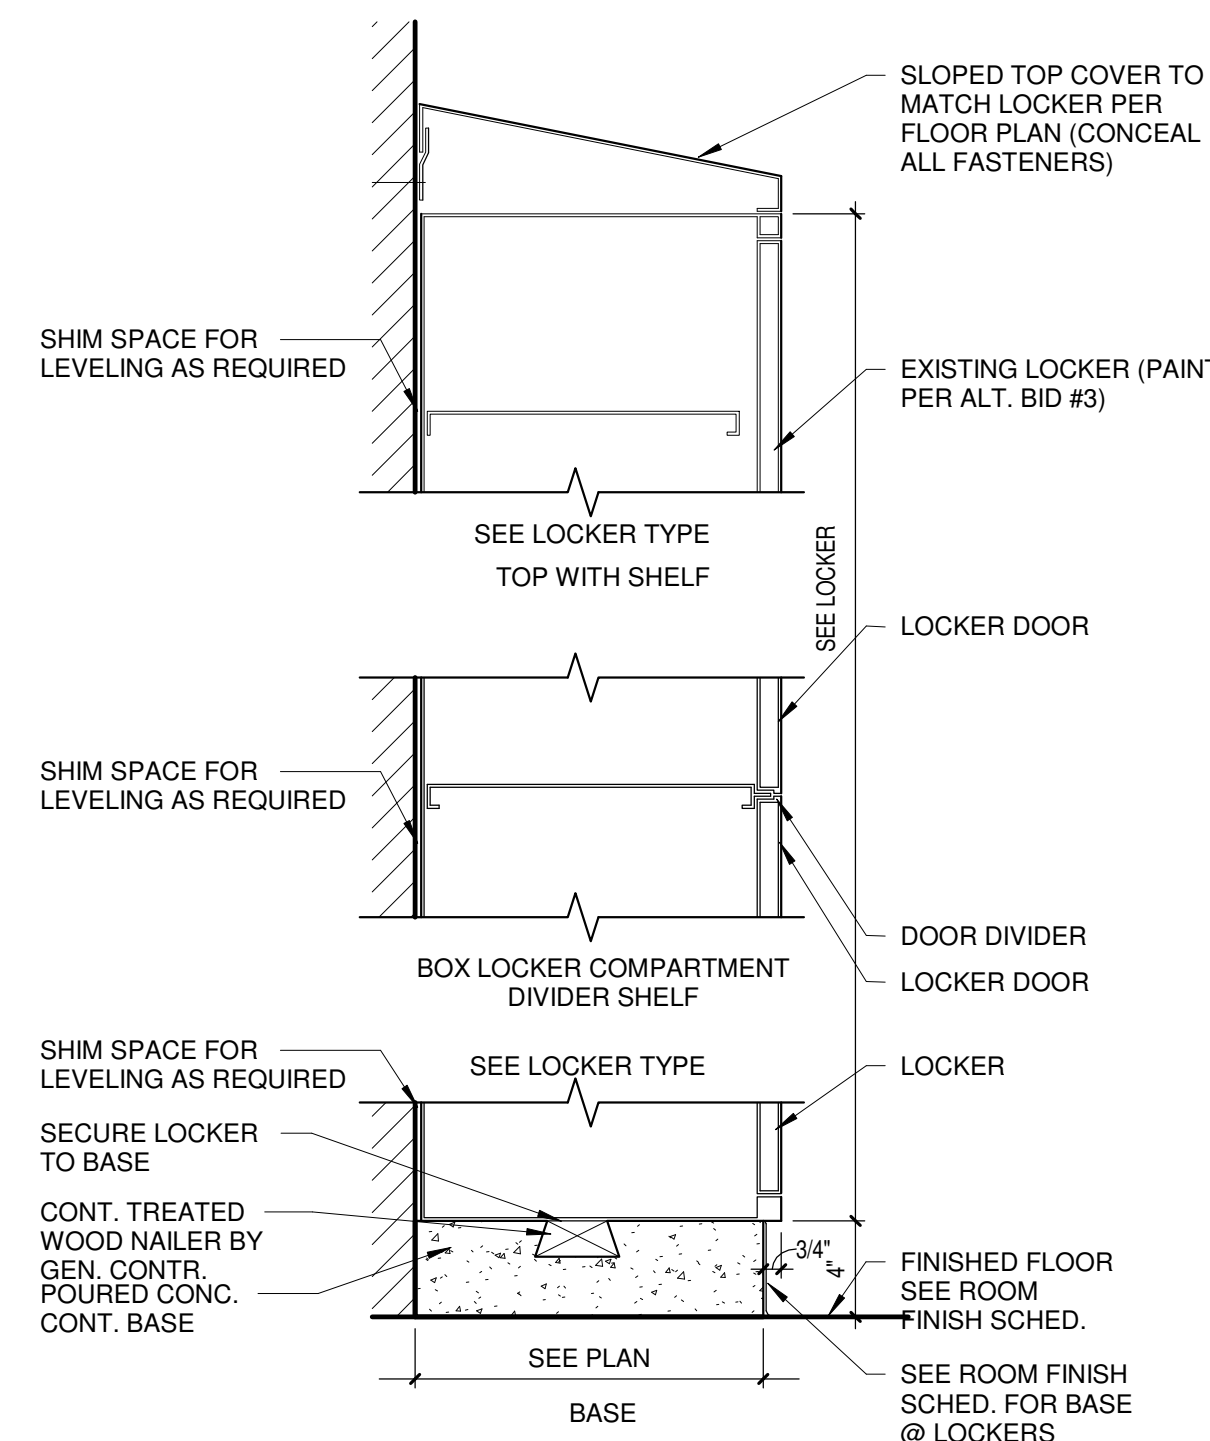 SLOPED TOP COVER TO
MATCH LOCKER PER
FLOOR PLAN (CONCEAL
ALL FASTENERS)
SHIM SPACE FOR
LEVELING AS REQUIRED
EXISTING LOCKER (PAINT
PER ALT. BID #3)
SEE LOCKER TYPE
TOP WITH SHELF
SEE LOCKER
LOCKER DOOR
SHIM SPACE FOR
LEVELING AS REQUIRED
DOOR DIVIDER
LOCKER DOOR
BOX LOCKER COMPARTMENT
DIVIDER SHELF
SHIM SPACE FOR
LEVELING AS REQUIRED
SEE LOCKER TYPE
LOCKER
SECURE LOCKER
TO BASE
CONT. TREATED
WOOD NAILER BY
GEN. CONTR.
POURED CONC.
CONT. BASE
3/4"
4"
FINISHED FLOOR
SEE ROOM
FINISH SCHED.
SEE PLAN
BASE
SEE ROOM FINISH
SCHED. FOR BASE
@ LOCKERS